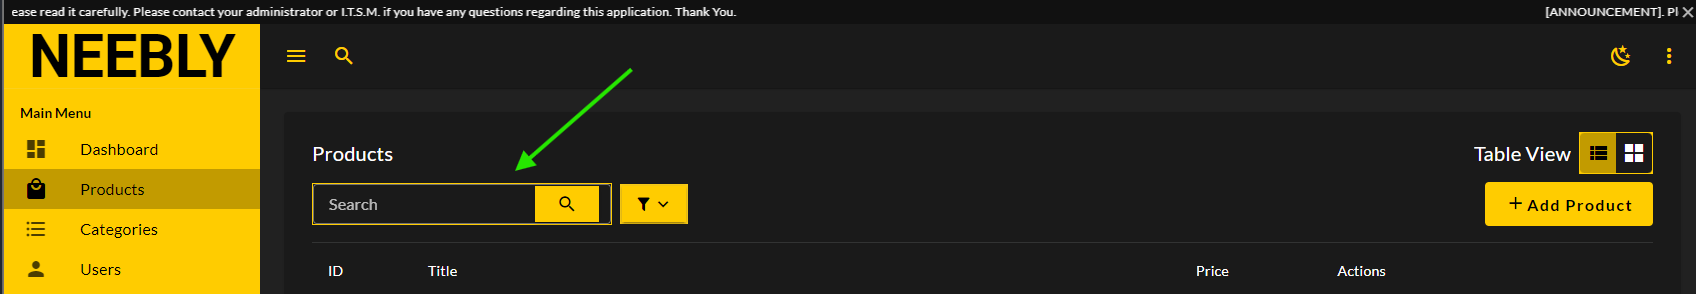 ease read it carefully. Please contact your administrator or I.T.S.M. if you have any questions regarding this application. Thank You.
[ANNOUNCEMENT]. Pl
NEEBLY
Main Menu
Dashboard
Products
Categories
Users
Products
Table View
Search
+ Add Product
ID Title Price Actions